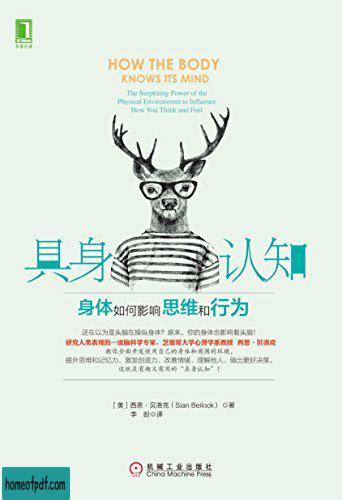 华章心理
HOW THE BODY
KNOWS ITS MIND
The Surprising Power of the
Physical Environment to Influence
How You Think and Feel
具身认知
身体如何影响思维和行为
还在以为是头脑在操纵身体?原来,你的身体也影响着头脑!
研究人类表现的一流脑科学专家、芝加哥大学心理学系教授 西恩·贝洛克
教你全面开发使用自己的身体和周围的环境,
提升思维和记忆力、激发创造力、改善情绪、理解他人、做出更好决策。
这就是有趣又有用的“具身认知”!
[美]西恩·贝洛克(Sian Beilock)◎著
李 盼◎译
机械工业出版社
China Machine Press
homeofpdf.com